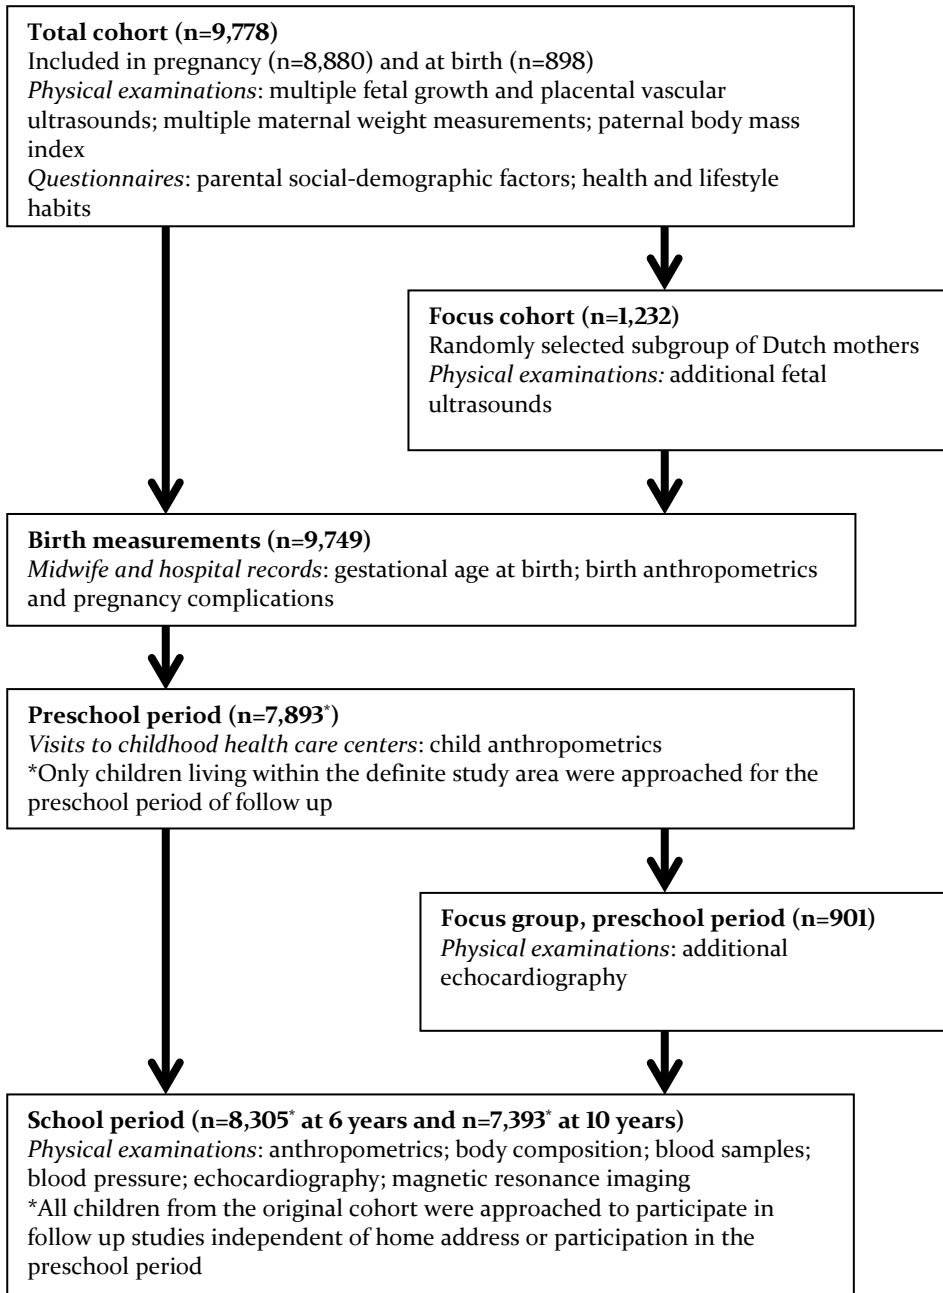 Total cohort (n=9,778)
Included in pregnancy (n=8,880) and at birth (n=898)
Physical examinations: multiple fetal growth and placental vascular
ultrasounds; multiple maternal weight measurements; paternal body mass
index
Questionnaires: parental social-demographic factors; health and lifestyle
habits
Focus cohort (n=1,232)
Randomly selected subgroup of Dutch mothers
Physical examinations: additional fetal
ultrasounds
Birth measurements (n=9,749)
Midwife and hospital records: gestational age at birth; birth anthropometrics
and pregnancy complications
Preschool period (n=7,893*)
Visits to childhood health care centers: child anthropometrics
*Only children living within the definite study area were approached for the
preschool period of follow up
Focus group, preschool period (n=901)
Physical examinations: additional
echocardiography
School period (n=8,305* at 6 years and n=7,393* at 10 years)
Physical examinations: anthropometrics; body composition; blood samples;
blood pressure; echocardiography; magnetic resonance imaging
*All children from the original cohort were approached to participate in
follow up studies independent of home address or participation in the
preschool period